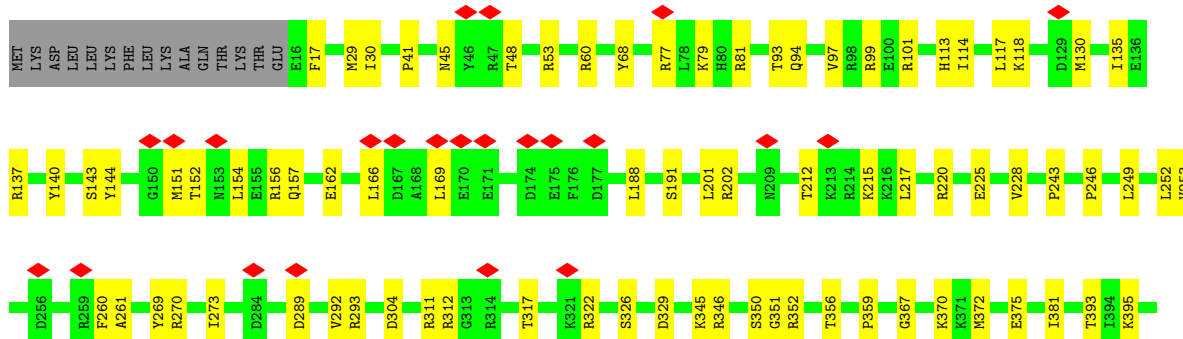 MET LYS ASP LEU LEU LYS PHE LEU LYS ALA GLN THR LYS THR GLU E16 F17 M29 I30 P41 N45 Y46 R47 T48 R53 R60 Y68 R77 L78 K79 H80 R81 T93 Q94 V97 R98 R99 E100 R101 H113 I114 L117 K118 D129 M130 I135 E136
R137 Y140 S143 Y144 G150 M151 T152 N153 L154 E155 R156 Q157 E162 L166 D167 A168 L169 E170 E171 D174 E175 F176 D177 L188 S191 L201 R202 N209 T212 K213 R214 K215 K216 L217 R220 E225 V228 P243 P246 L249 L252
D256 R259 F260 A261 Y269 R270 I273 D284 D289 V292 R293 D304 R311 R312 G313 R314 T317 K321 R322 S326 D329 K345 R346 S350 G351 R352 T356 P359 G367 K370 K371 M372 E375 I381 T393 I394 K395